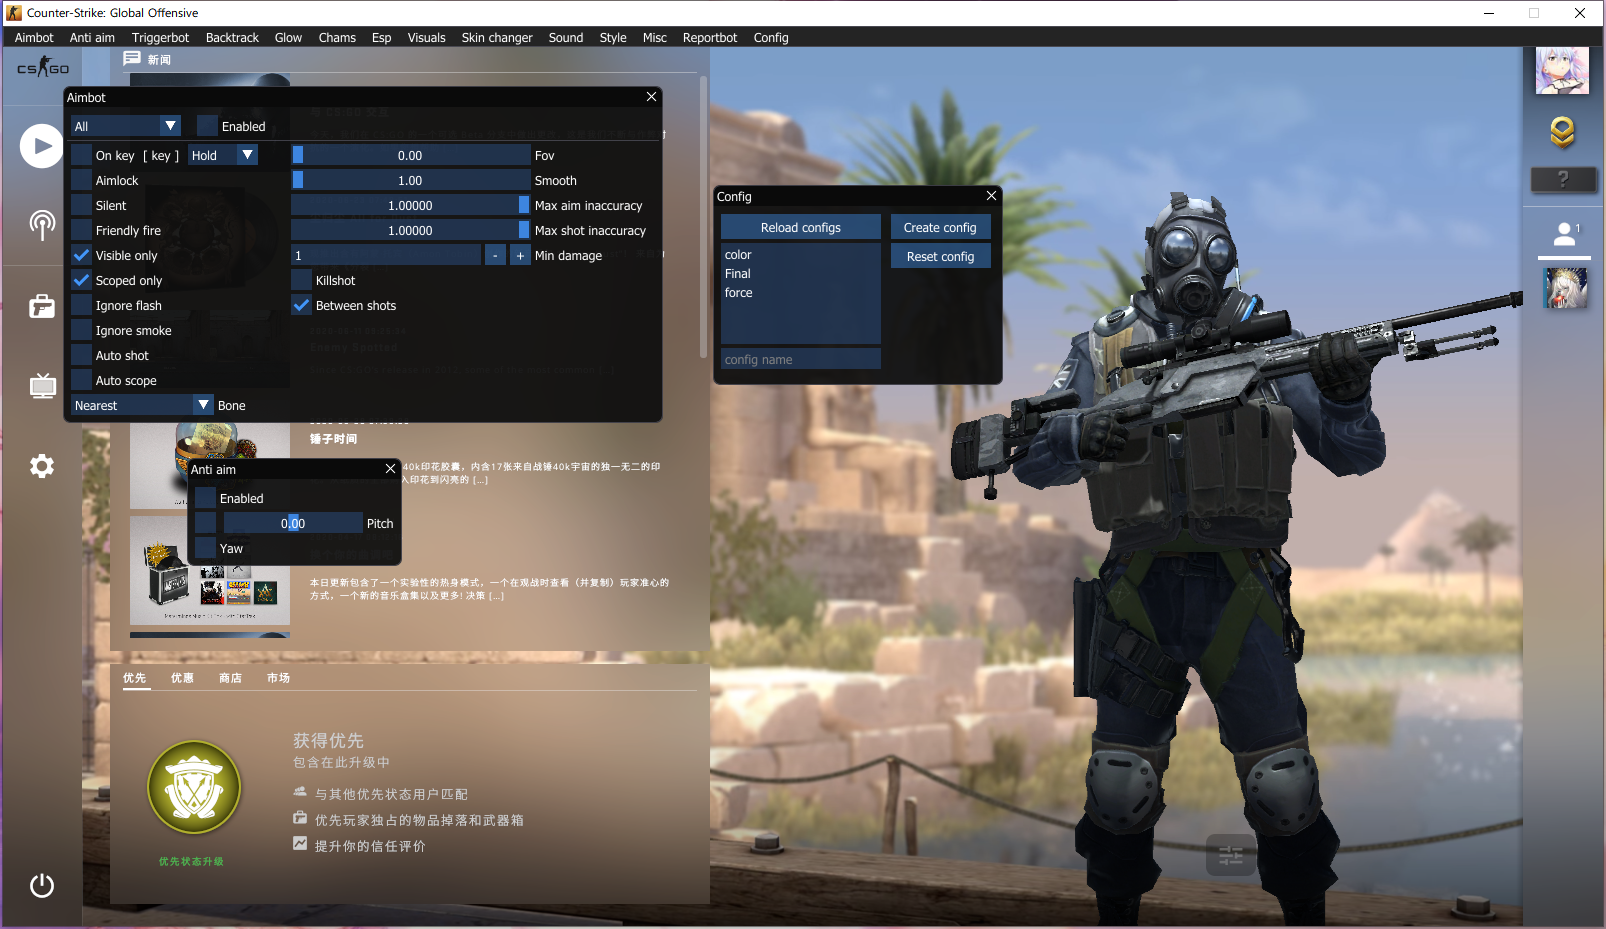 Counter-Strike: Global Offensive
Aimbot Anti aim Triggerbot Backtrack Glow Chams Esp Visuals Skin changer Sound Style Misc Reportbot Config
CS GO
新闻
Aimbot
All Enabled
On key [ key ] Hold 0.00 Fov
Aimlock 1.00 Smooth
Silent 1.00000 Max aim inaccuracy
Friendly fire 1.00000 Max shot inaccuracy
Visible only 1 - + Min damage
Scoped only Killshot
Ignore flash Between shots
Ignore smoke
Auto shot
Auto scope
Nearest Bone
Config
Reload configs Create config
color Reset config
Final
force
config name
?
1
锤子时间
40k印花胶囊，内含17张来自战锤40k宇宙的独一无二的印
入印花到闪亮的 [...]
Anti aim
Enabled
0.00 Pitch
Yaw
本日更新包含了一个实验性的热身模式，一个在观战时查看（并复制）玩家准心的
方式，一个新的音乐盒集以及更多! 决策 [...]
优先 优惠 商店 市场
获得优先
包含在此升级中
与其他优先状态用户匹配
优先玩家独占的物品掉落和武器箱
提升你的信任评价
优先状态升级